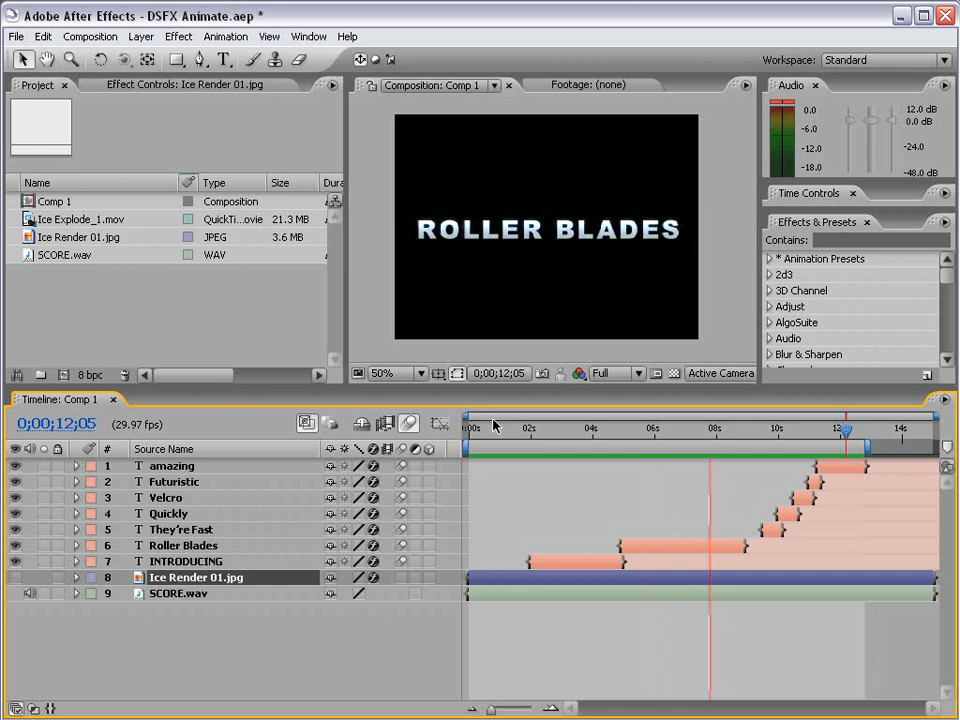 Adobe After Effects - DSFX Animate.aep *
File Edit Composition Layer Effect Animation View Window Help
Workspace: Standard
Project Effect Controls: Ice Render 01.jpg
Composition: Comp 1 Footage: (none)
Audio
0.0 12.0 dB
0.0 dB
-6.0
-12.0 -24.0
-18.0 -48.0 dB
Name Type Size Dura
Comp 1 Composition
Ice Explode_1.mov QuickTi...ovie 21.3 MB
Ice Render 01.jpg JPEG 3.6 MB
SCORE.wav WAV
ROLLER BLADES
Time Controls
Effects & Presets
Contains:
* Animation Presets
2d3
3D Channel
Adjust
AlgoSuite
Audio
Blur & Sharpen
8 bpc
50% 0;00;12;05 Full Active Camera
Timeline: Comp 1
0;00;12;05 (29.97 fps)
:00s 02s 04s 06s 08s 10s 12s 14s
# Source Name
1 T amazing
2 T Futuristic
3 T Velcro
4 T Quickly
5 T They're Fast
6 T Roller Blades
7 T INTRODUCING
8 Ice Render 01.jpg
9 SCORE.wav